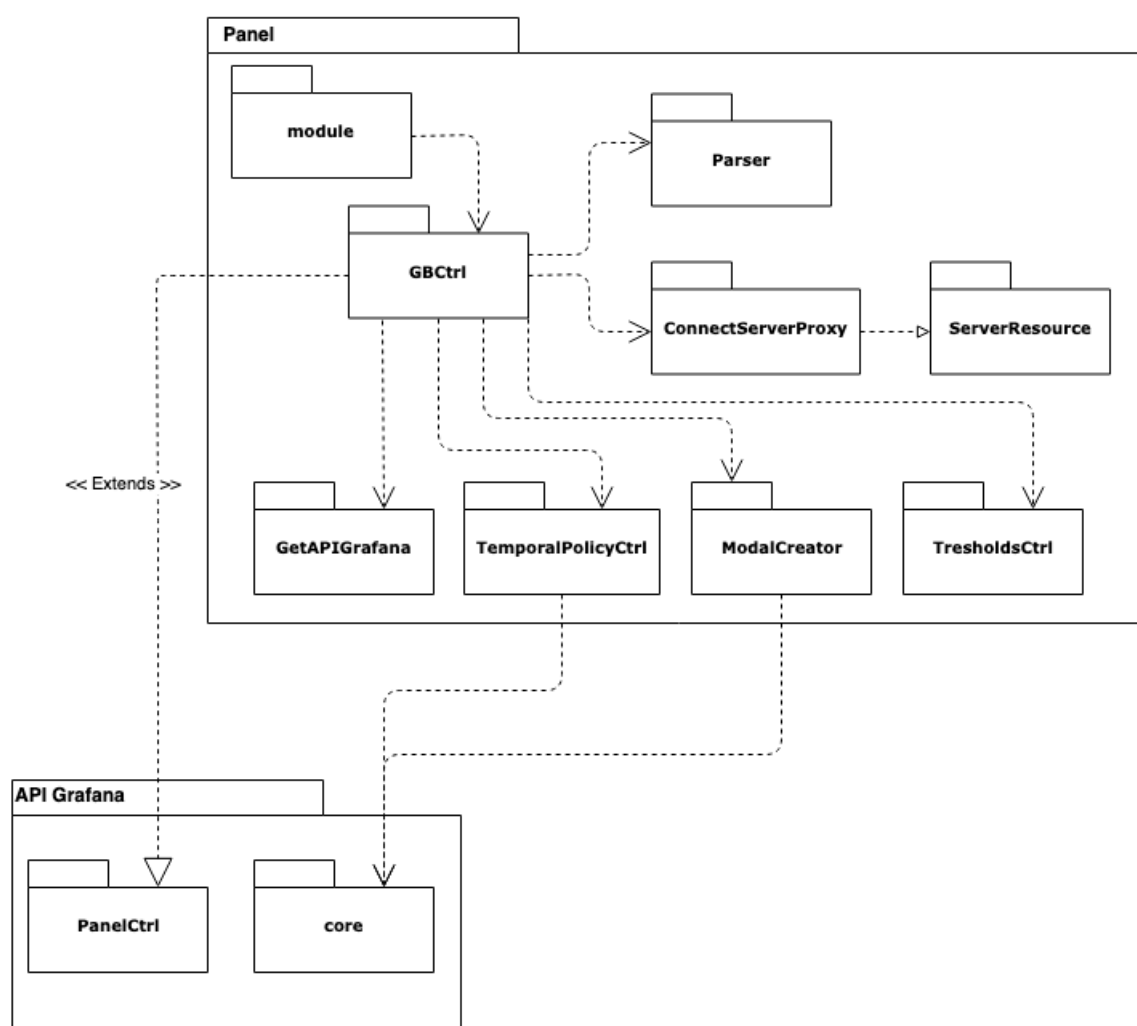 Panel
module
Parser
GBCtrl
ConnectServerProxy
ServerResource
<< Extends >>
GetAPIGrafana
TemporalPolicyCtrl
ModalCreator
TresholdsCtrl
API Grafana
PanelCtrl
core